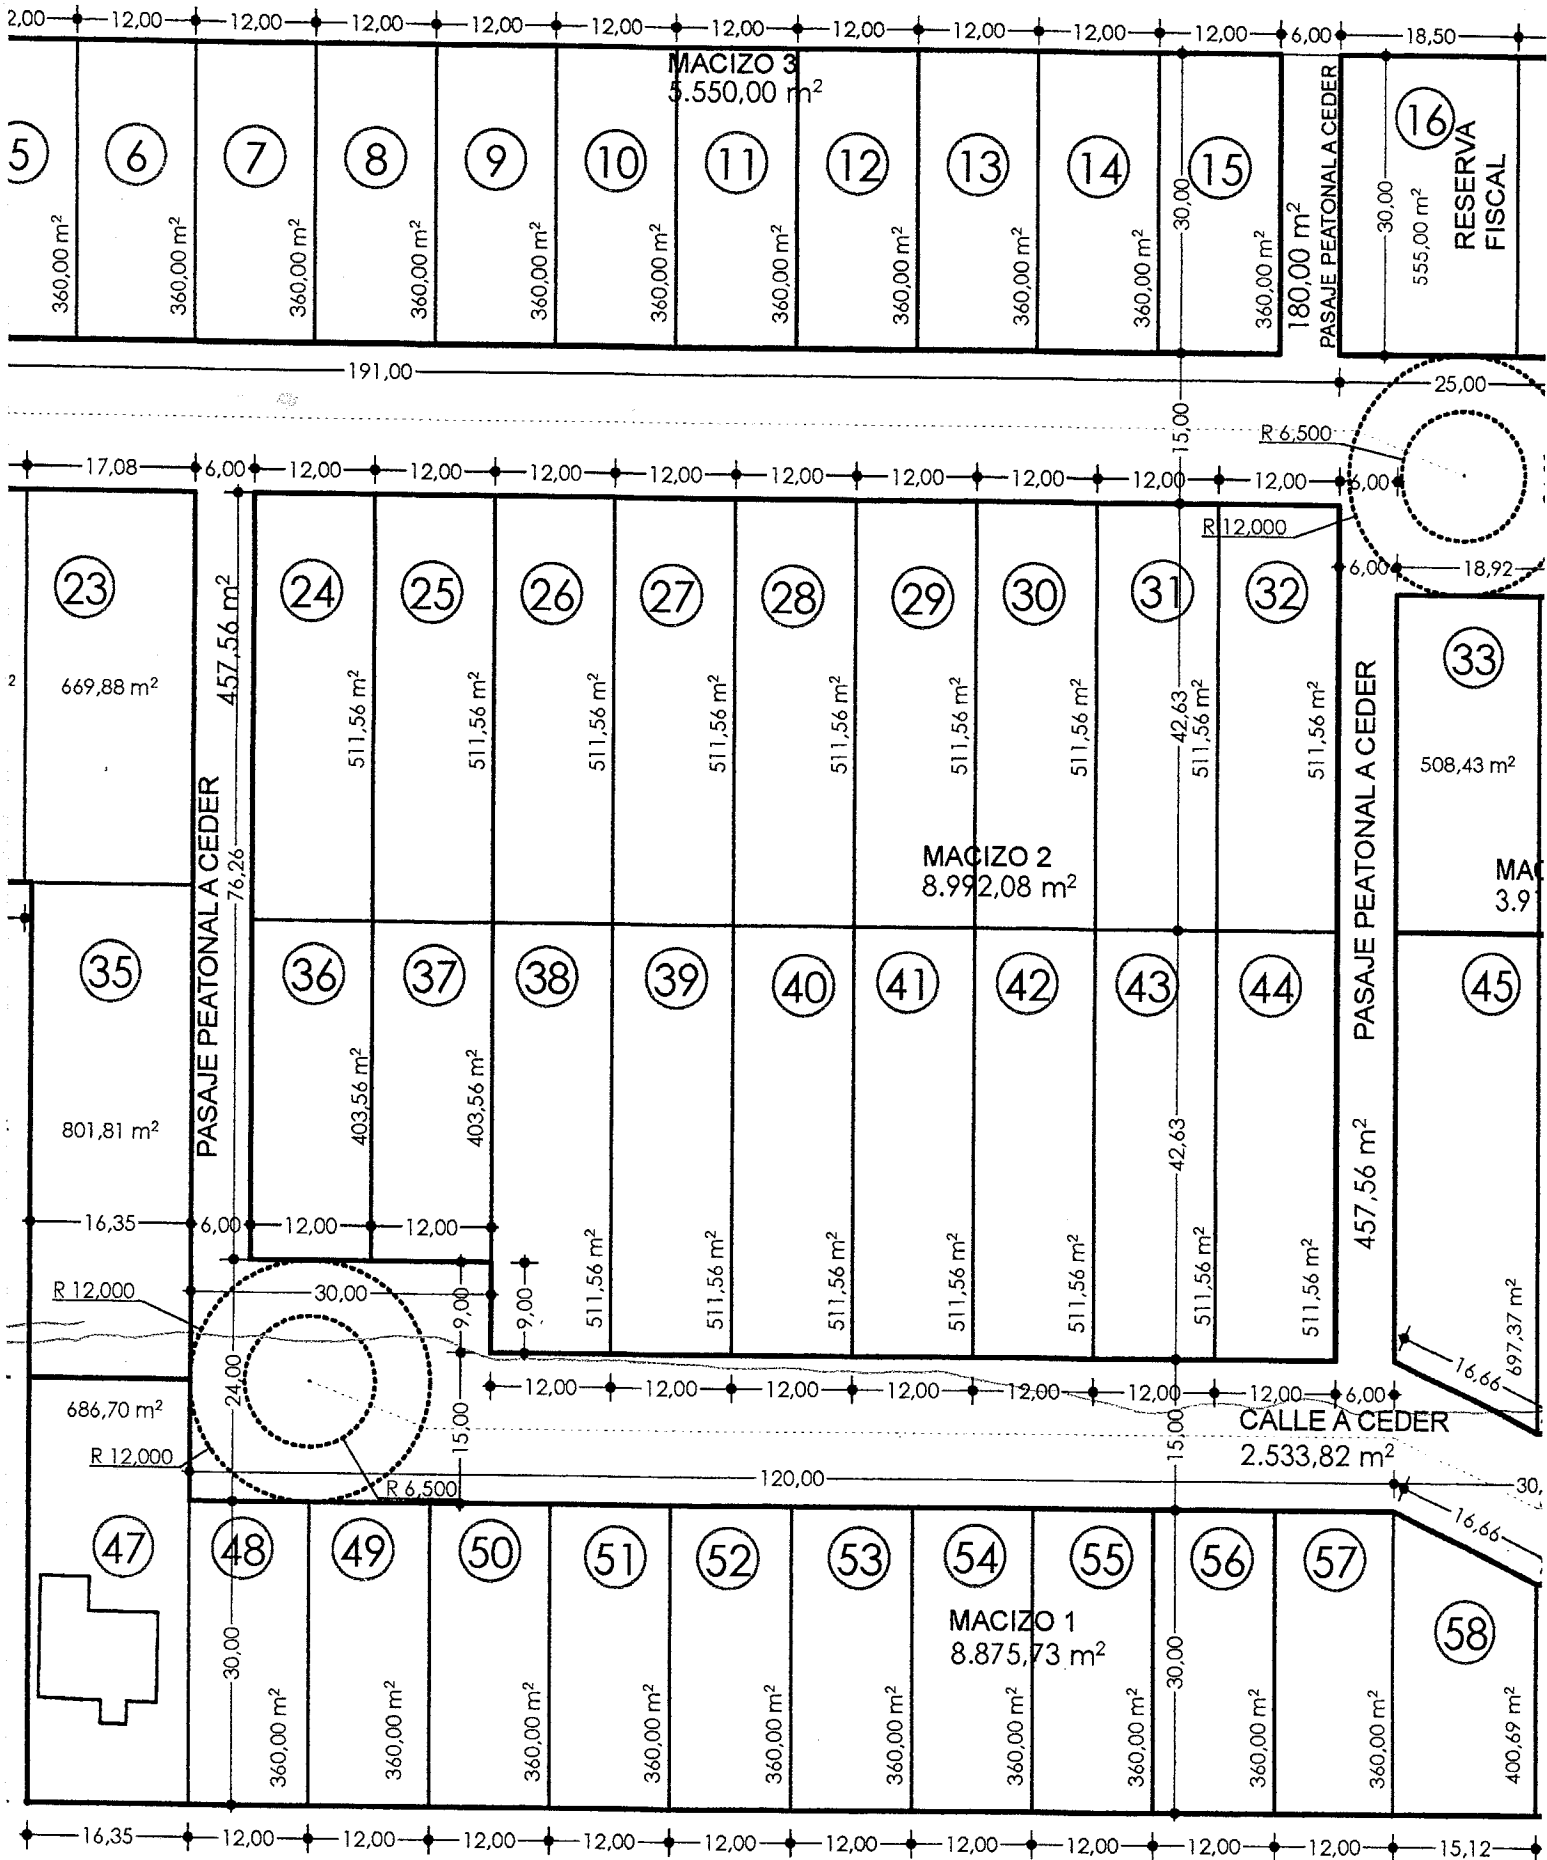 2,00 12,00 12,00 12,00 12,00 12,00 12,00 12,00 12,00 12,00 12,00 6,00 18,50
MACIZO 3
5.550,00 m²
5 6 7 8 9 10 11 12 13 14 15 16
RESERVA
FISCAL
360,00 m² 360,00 m² 360,00 m² 360,00 m² 360,00 m² 360,00 m² 360,00 m² 360,00 m² 360,00 m² 360,00 m² 30,00 360,00 m²
180,00 m²
PASAJE PEATONAL A CEDER
30,00
555,00 m²
191,00
25,00
15,00
R 6,500
17,08 6,00 12,00 12,00 12,00 12,00 12,00 12,00 12,00 12,00 12,00 6,00
R 12,000
6,00 18,92
23 24 25 26 27 28 29 30 31 32 33
457,56 m²
669,88 m²
511,56 m² 511,56 m² 511,56 m² 511,56 m² 511,56 m² 511,56 m² 511,56 m² 42,63 511,56 m² 511,56 m²
508,43 m²
PASAJE PEATONAL A CEDER
76,26
PASAJE PEATONAL A CEDER
MACIZO 2
8.992,08 m²
MAC
3.9
35 36 37 38 39 40 41 42 43 44 45
801,81 m²
403,56 m² 403,56 m²
42,63
457,56 m²
16,35 6,00 12,00 12,00
511,56 m² 511,56 m² 511,56 m² 511,56 m² 511,56 m² 511,56 m² 511,56 m²
697,37 m²
R 12,000
30,00
9,00 9,00
16,66
24,00
12,00 12,00 12,00 12,00 12,00 12,00 12,00 6,00
686,70 m²
15,00
15,00
CALLE A CEDER
2.533,82 m²
R 12,000
R 6,500
120,00
30,
16,66
47 48 49 50 51 52 53 54 55 56 57 58
MACIZO 1
8.875,73 m²
30,00
30,00
360,00 m² 360,00 m² 360,00 m² 360,00 m² 360,00 m² 360,00 m² 360,00 m² 360,00 m² 360,00 m² 360,00 m² 400,69 m²
16,35 12,00 12,00 12,00 12,00 12,00 12,00 12,00 12,00 12,00 12,00 15,12